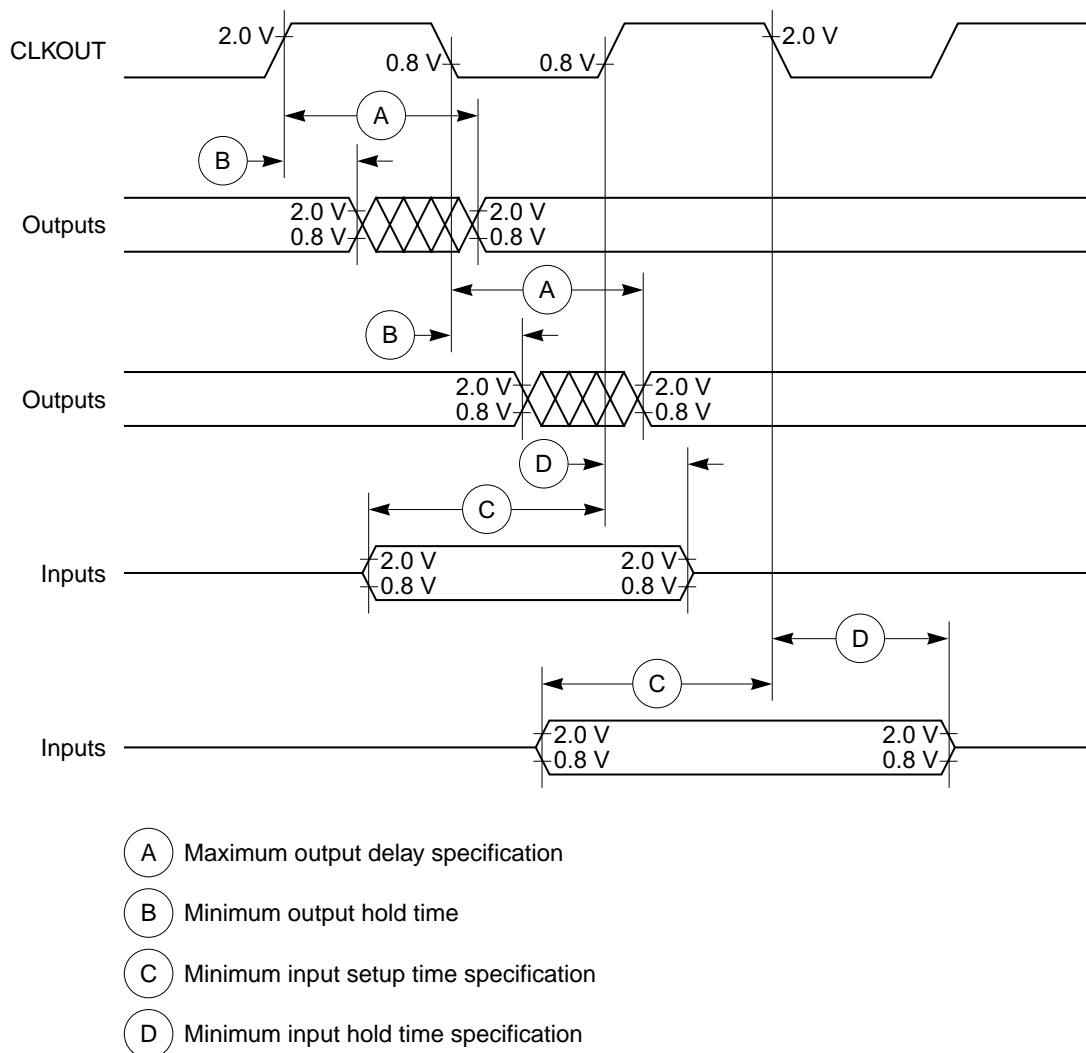 CLKOUT
2.0 V
0.8 V
0.8 V
2.0 V
A
B
Outputs
2.0 V
0.8 V
2.0 V
0.8 V
A
B
Outputs
2.0 V
0.8 V
2.0 V
0.8 V
D
C
Inputs
2.0 V
0.8 V
2.0 V
0.8 V
D
C
Inputs
2.0 V
0.8 V
2.0 V
0.8 V
A Maximum output delay specification
B Minimum output hold time
C Minimum input setup time specification
D Minimum input hold time specification